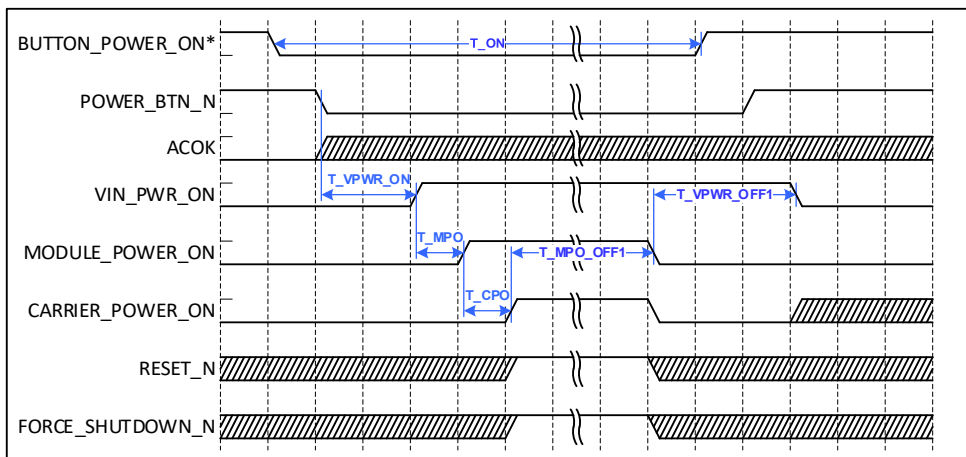 BUTTON_POWER_ON*
T_ON
POWER_BTN_N
ACOK
T_VPWR_ON
VIN_PWR_ON
T_VPWR_OFF1
T_MPO
MODULE_POWER_ON
T_MPO_OFF1
T_CPO
CARRIER_POWER_ON
RESET_N
FORCE_SHUTDOWN_N